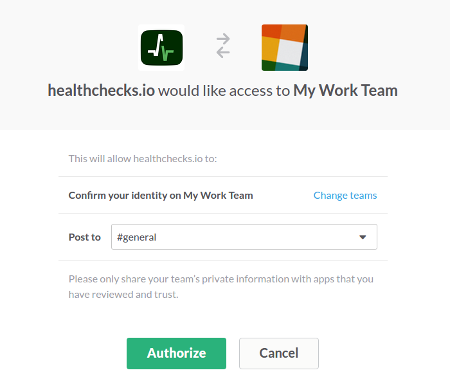 healthchecks.io would like access to My Work Team
This will allow healthchecks.io to:
Confirm your identity on My Work Team Change teams
Post to #general
Please only share your team's private information with apps that you
have reviewed and trust.
Authorize Cancel